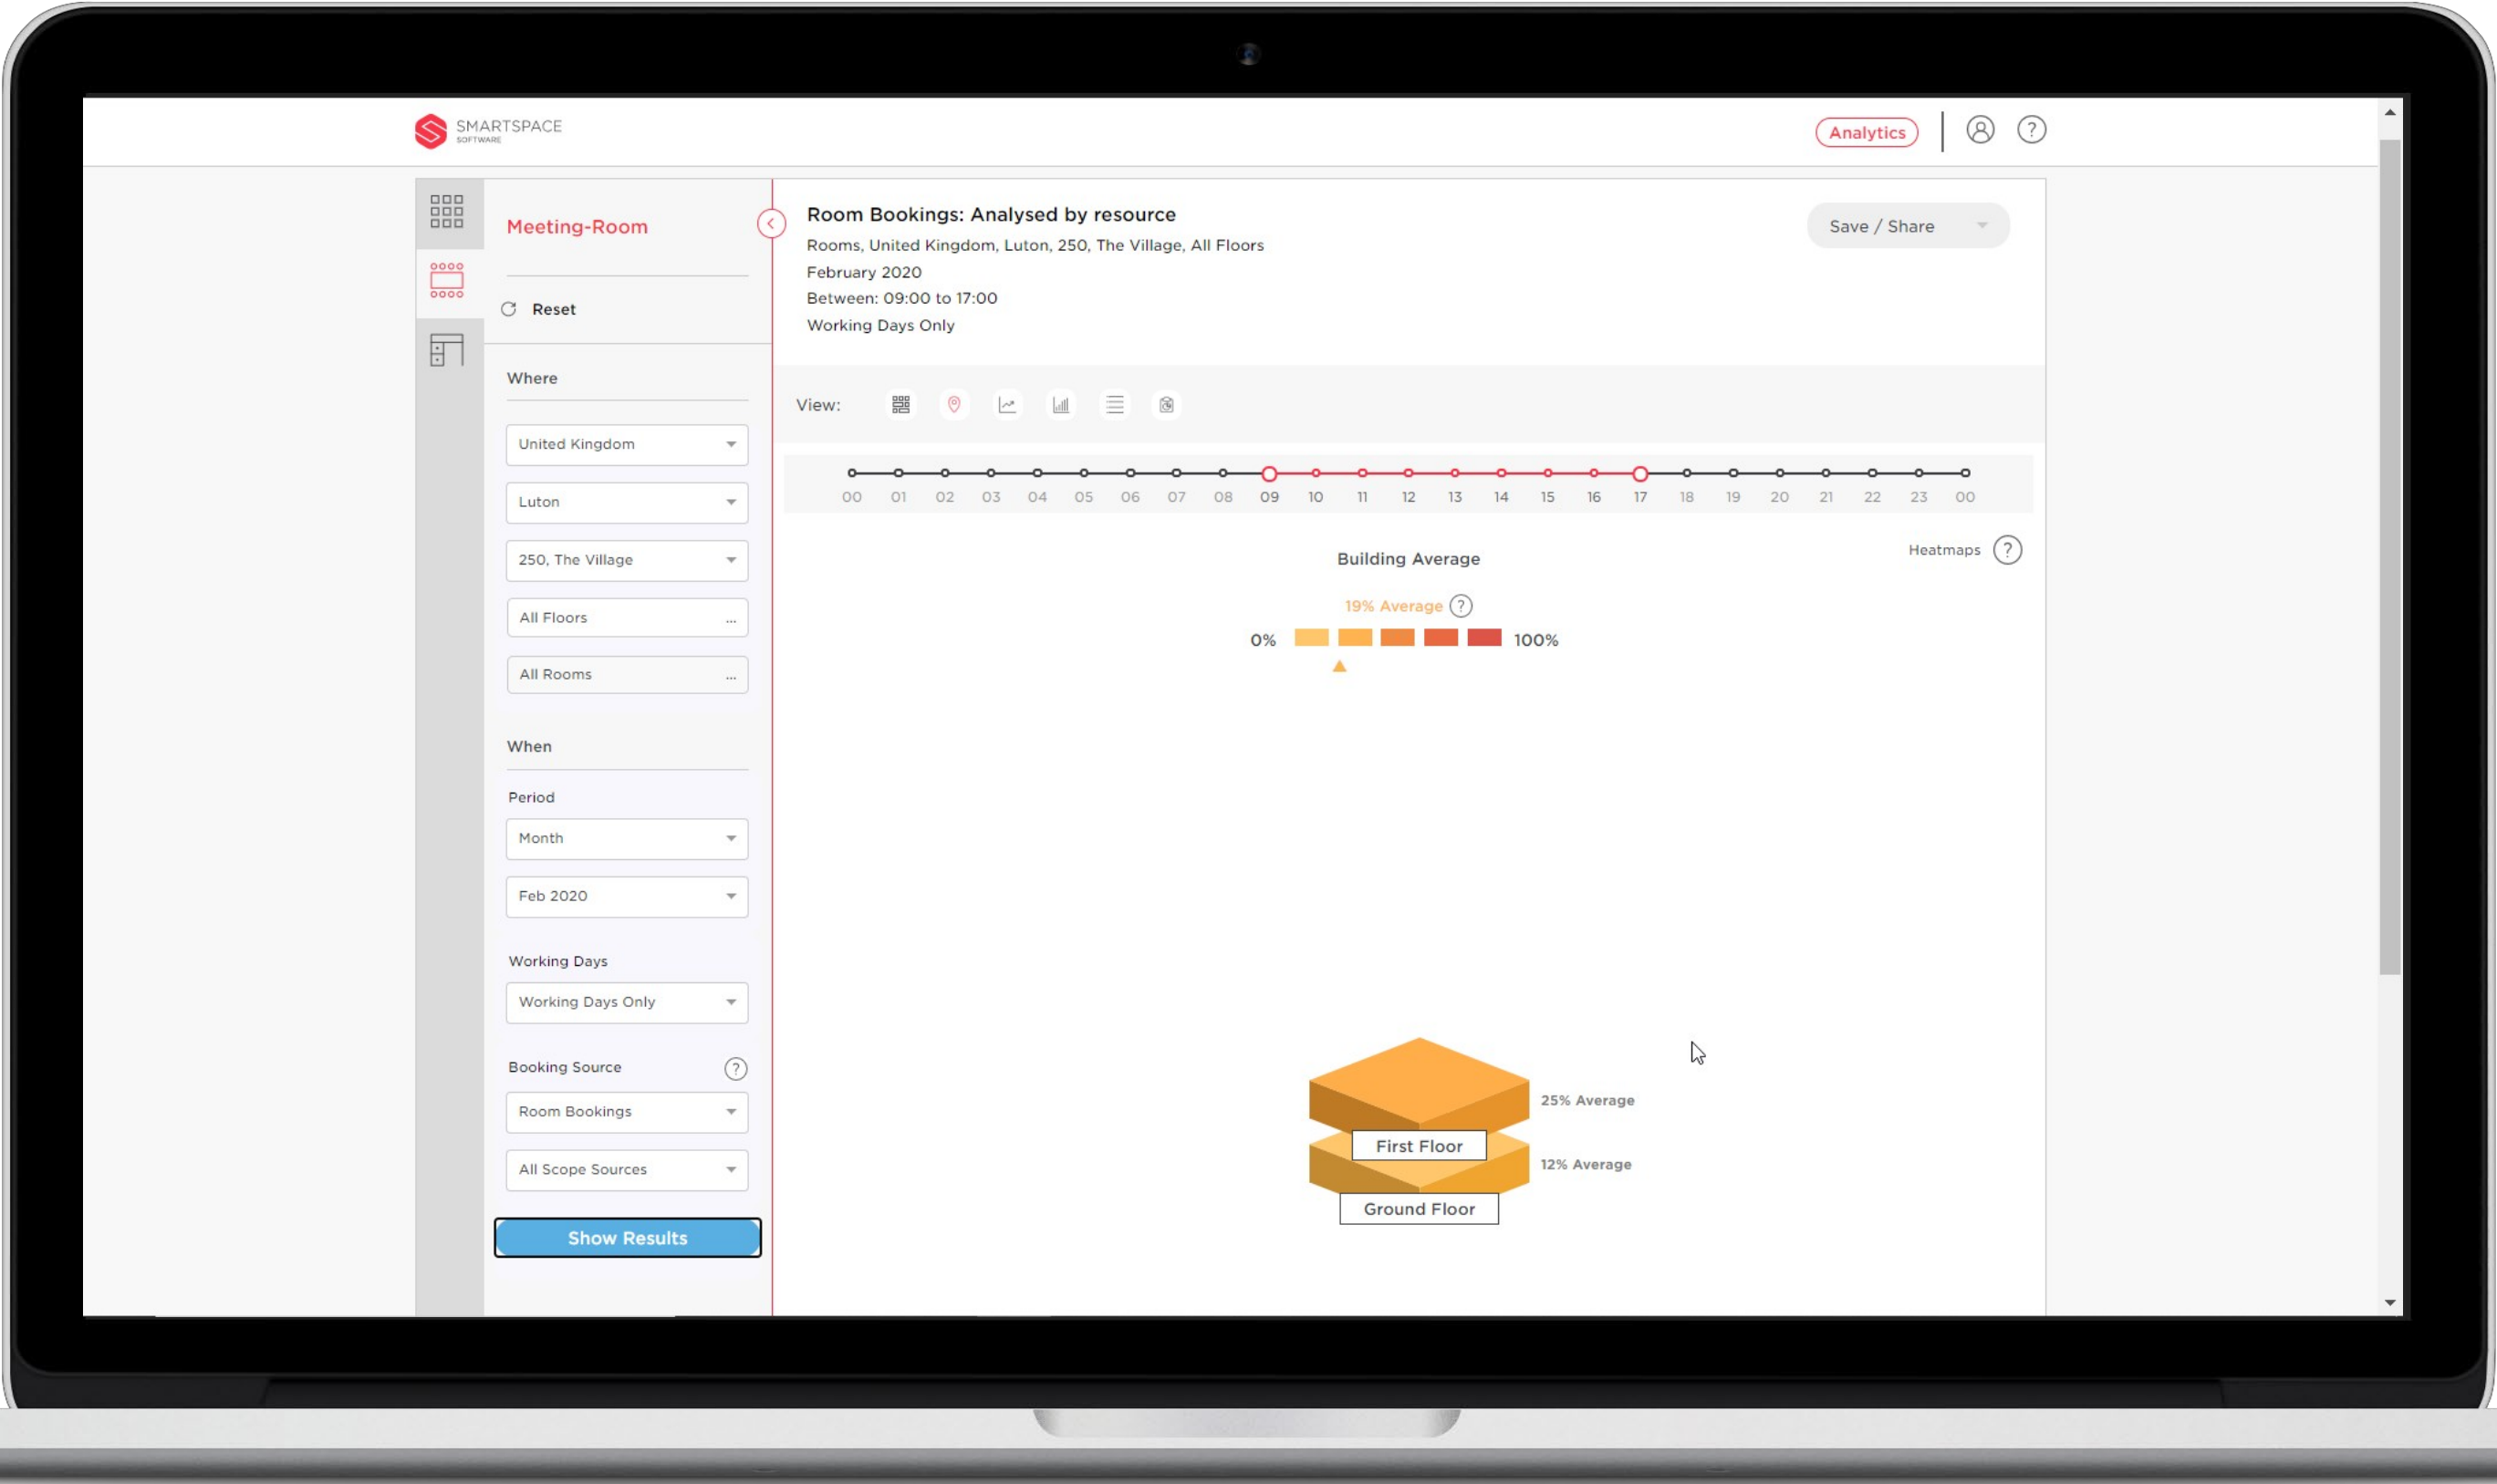 SMARTSPACE
SOFTWARE
Analytics
?
Meeting-Room
Reset
Where
United Kingdom
Luton
250, The Village
All Floors ...
All Rooms ...
When
Period
Month
Feb 2020
Working Days
Working Days Only
Booking Source ?
Room Bookings
All Scope Sources
Show Results
Room Bookings: Analysed by resource
Rooms, United Kingdom, Luton, 250, The Village, All Floors
February 2020
Between: 09:00 to 17:00
Working Days Only
Save / Share
View:
00 01 02 03 04 05 06 07 08 09 10 11 12 13 14 15 16 17 18 19 20 21 22 23 00
Heatmaps ?
Building Average
19% Average ?
0% 100%
25% Average
First Floor
12% Average
Ground Floor